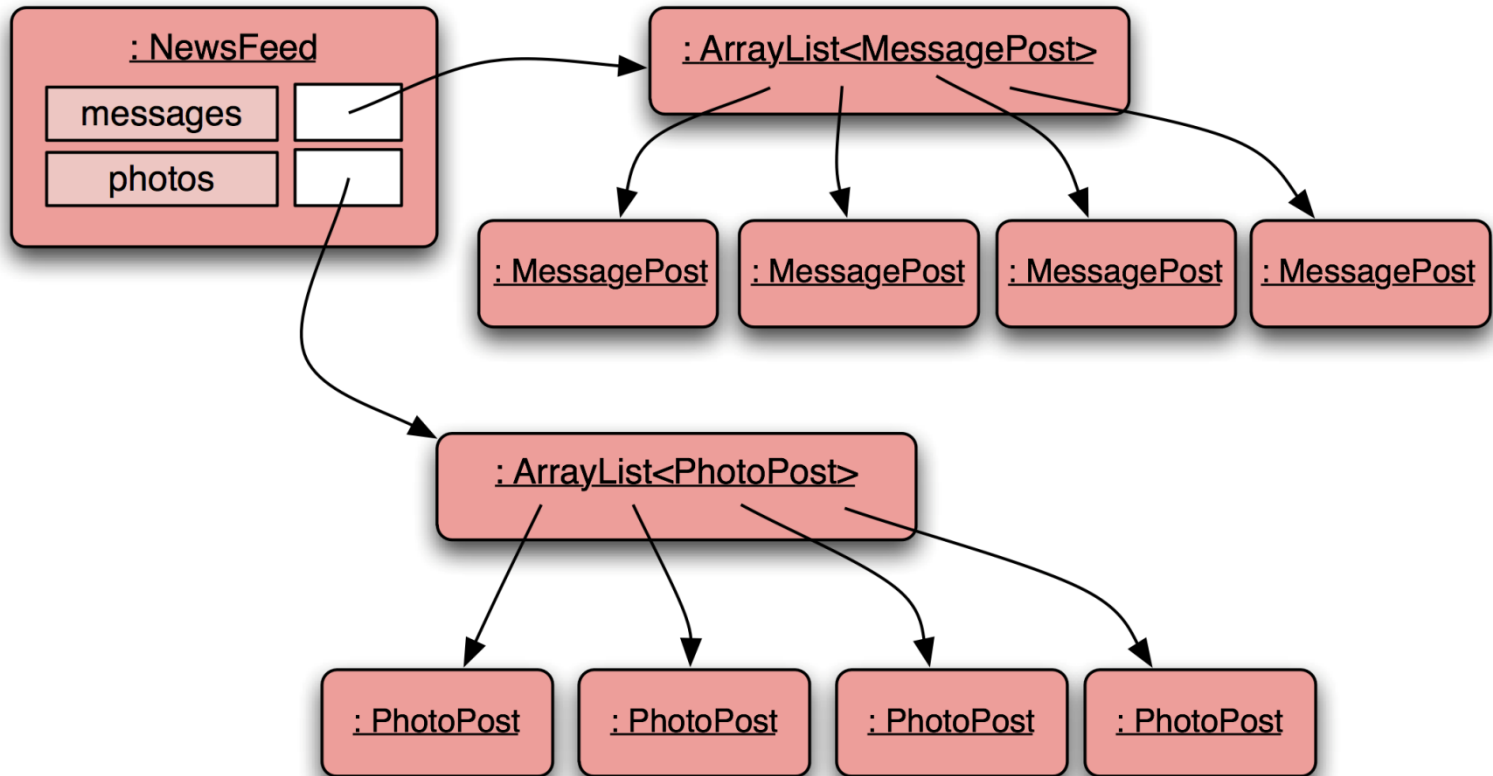 : NewsFeed
messages
photos
: ArrayList<MessagePost>
: MessagePost
: MessagePost
: MessagePost
: MessagePost
: ArrayList<PhotoPost>
: PhotoPost
: PhotoPost
: PhotoPost
: PhotoPost